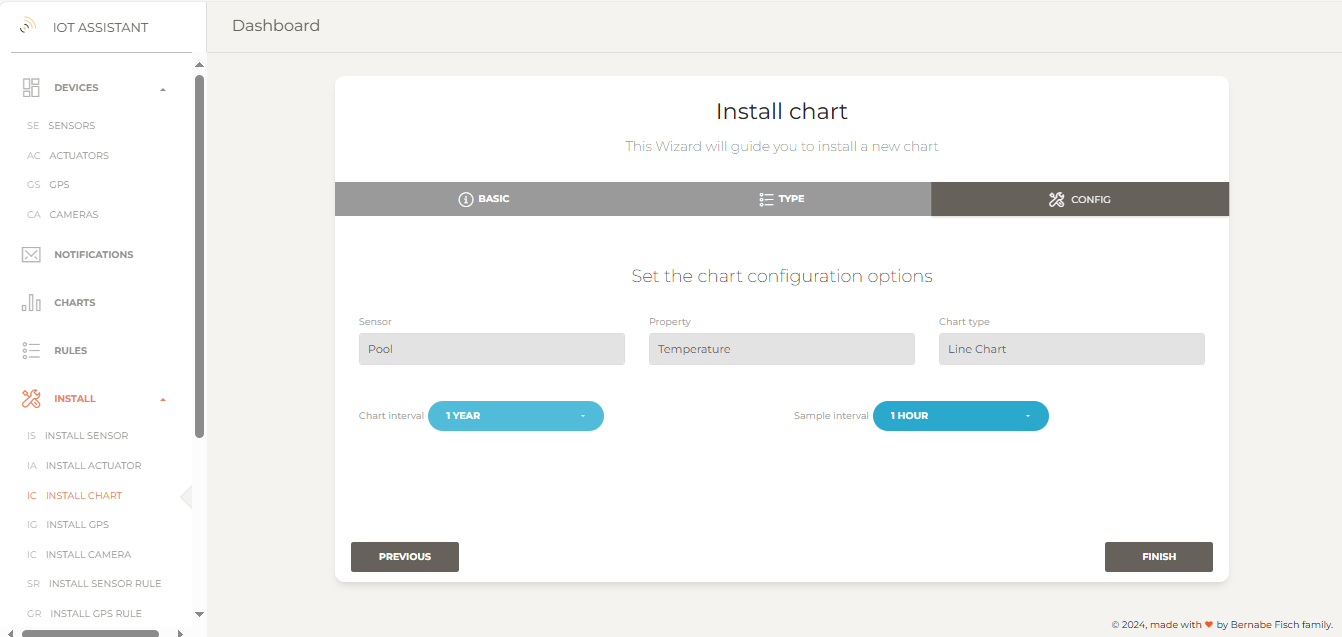 IOT ASSISTANT
Dashboard
DEVICES
SE SENSORS
AC ACTUATORS
GS GPS
CA CAMERAS
NOTIFICATIONS
CHARTS
RULES
INSTALL
IS INSTALL SENSOR
IA INSTALL ACTUATOR
IC INSTALL CHART
IG INSTALL GPS
IC INSTALL CAMERA
SR INSTALL SENSOR RULE
GR INSTALL GPS RULE
Install chart
This Wizard will guide you to install a new chart
BASIC TYPE CONFIG
Set the chart configuration options
Sensor Property Chart type
Pool Temperature Line Chart
Chart interval 1 YEAR Sample interval 1 HOUR
PREVIOUS FINISH
© 2024, made with ♥ by Bernabe Fisch family.